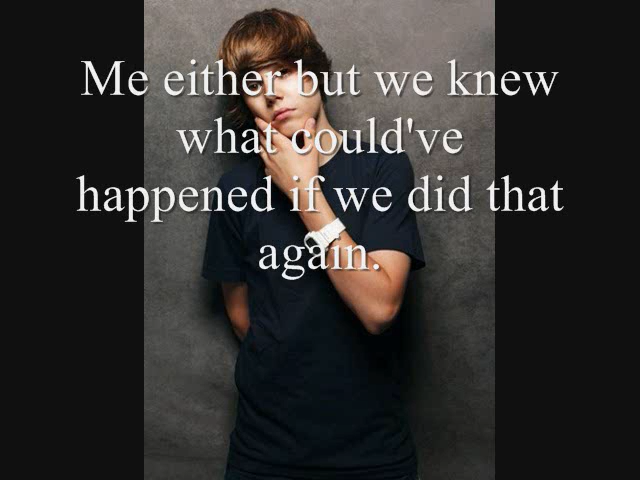 Me either but we knew
what could've
happened if we did that
again.